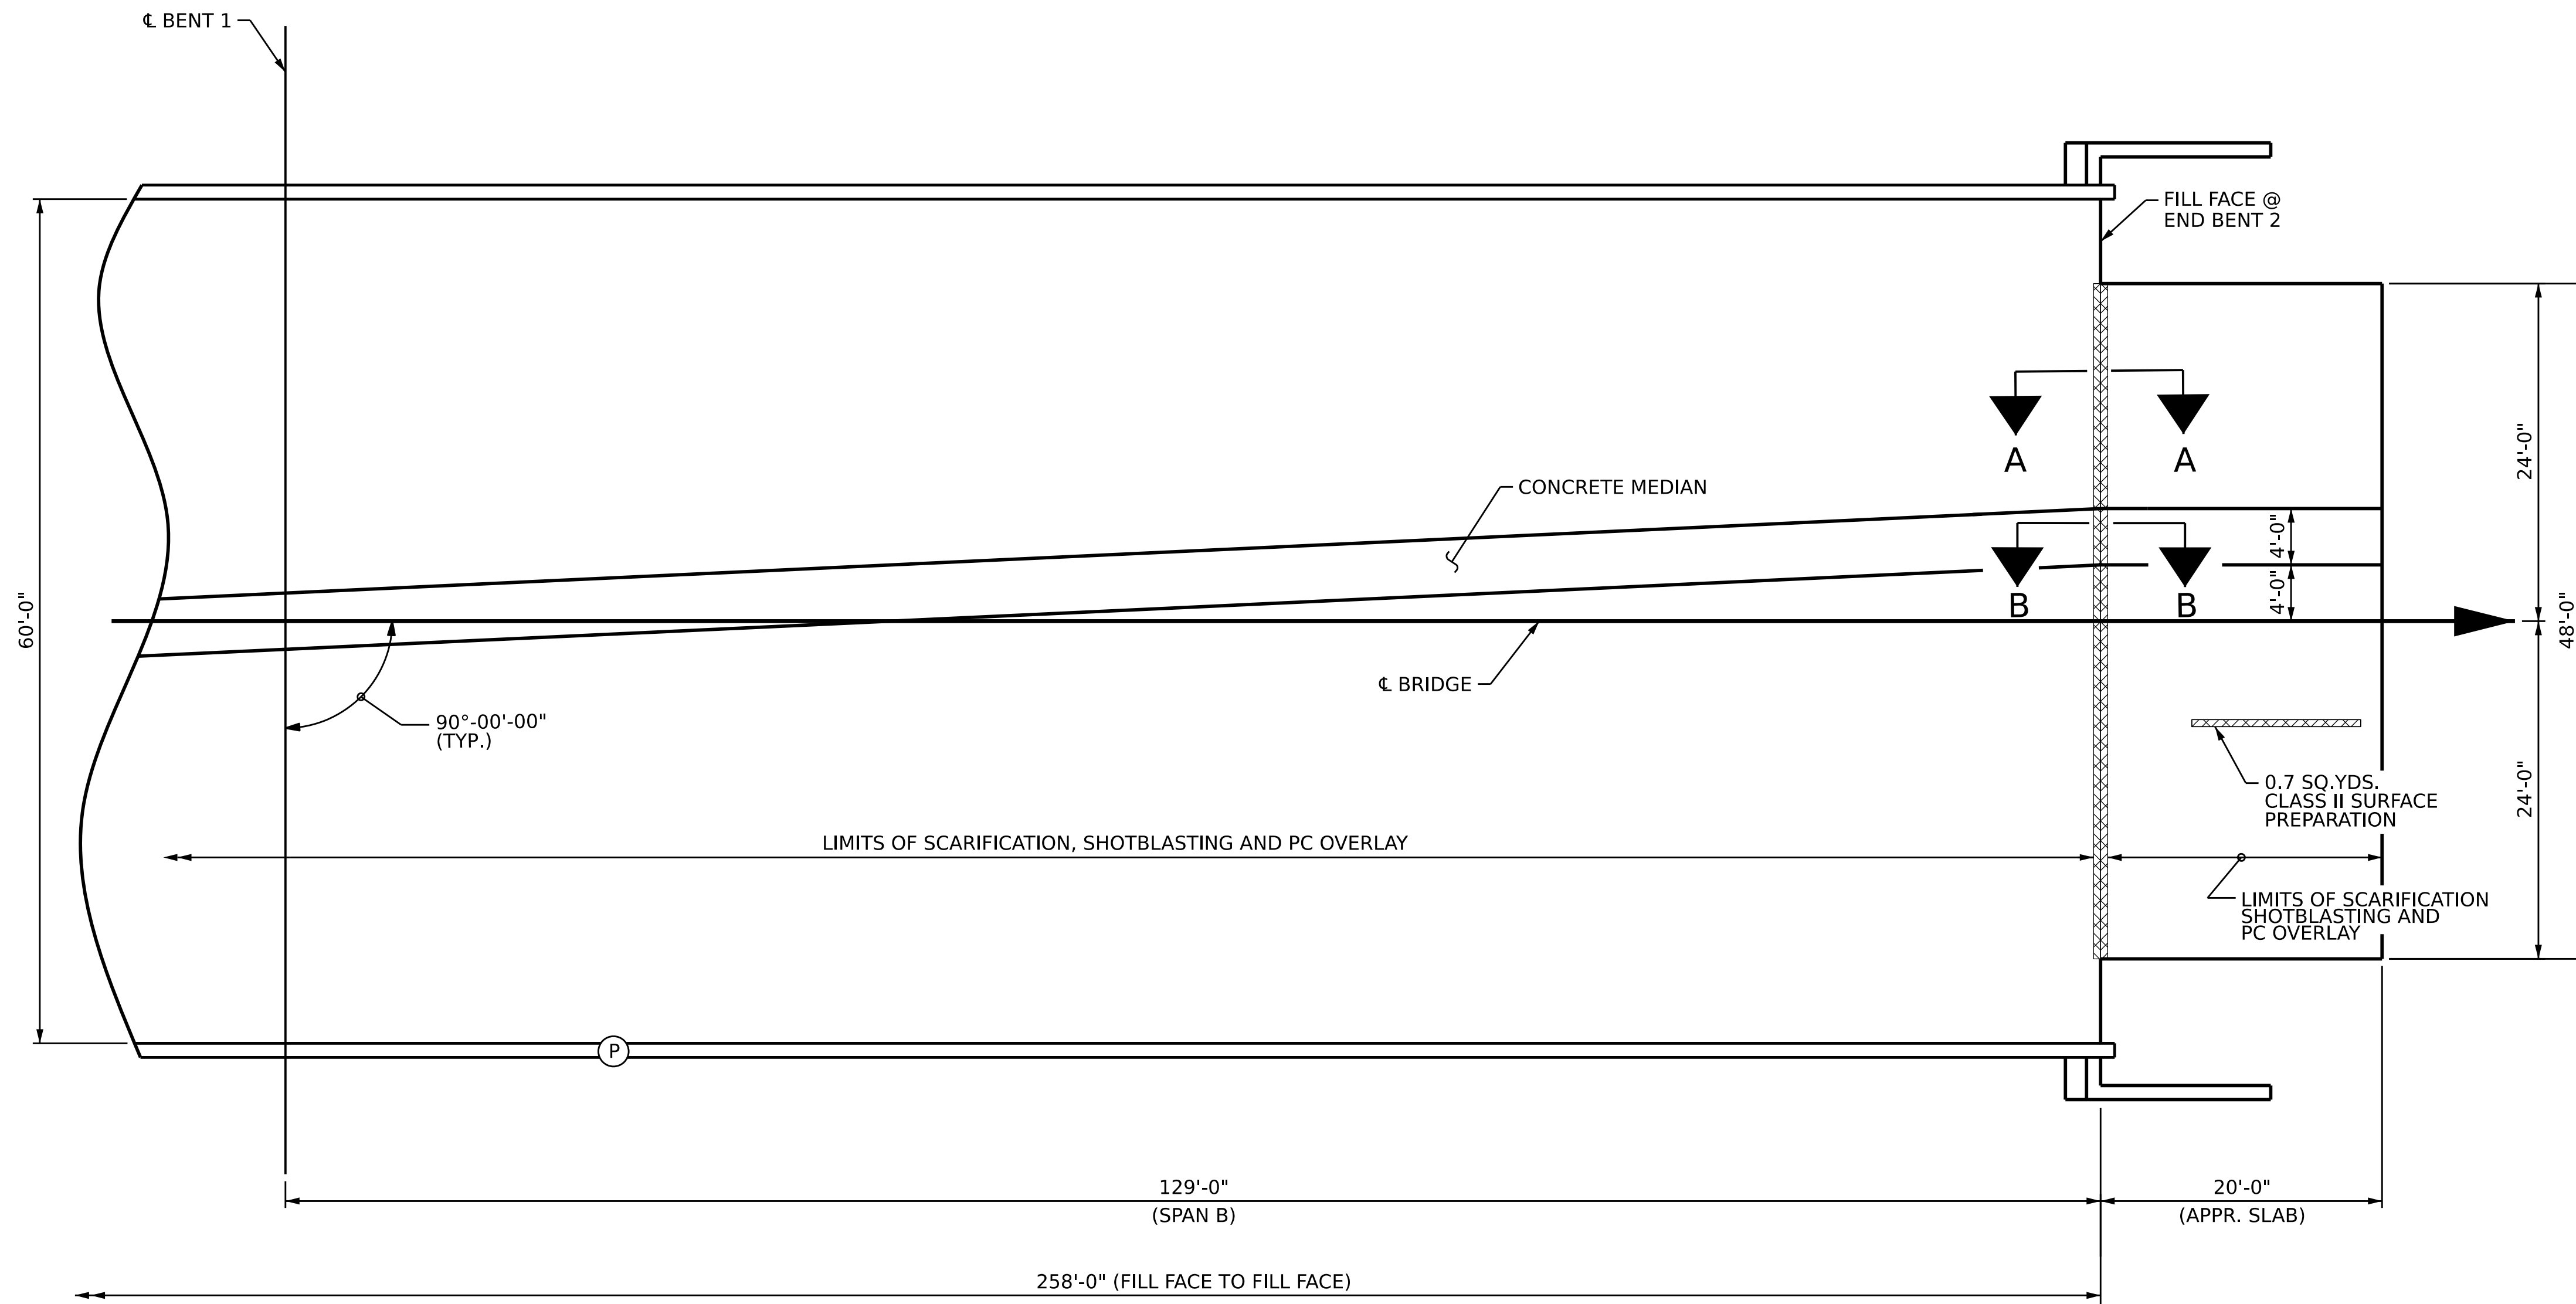 ℄ BENT 1
FILL FACE @
END BENT 2
A
A
24'-0"
CONCRETE MEDIAN
4'-0"
4'-0"
B
B
60'-0"
48'-0"
℄ BRIDGE
90°-00'-00"
(TYP.)
0.7 SQ.YDS.
CLASS II SURFACE
PREPARATION
24'-0"
LIMITS OF SCARIFICATION, SHOTBLASTING AND PC OVERLAY
LIMITS OF SCARIFICATION
SHOTBLASTING AND
PC OVERLAY
P
129'-0"
(SPAN B)
20'-0"
(APPR. SLAB)
258'-0" (FILL FACE TO FILL FACE)